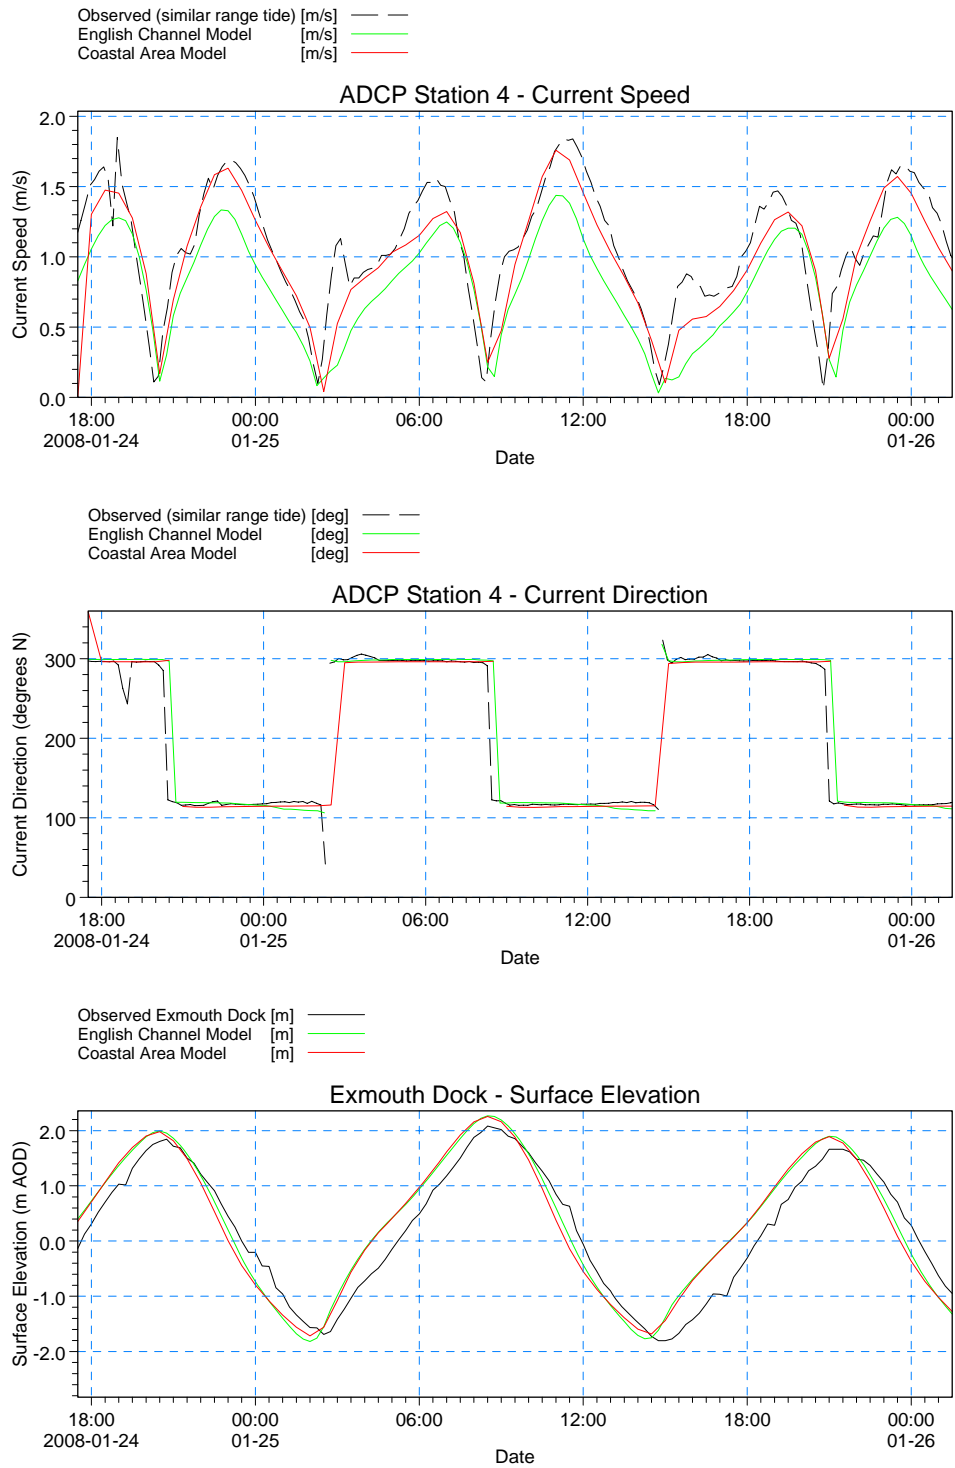 Observed (similar range tide) [m/s]
English Channel Model [m/s]
Coastal Area Model [m/s]
ADCP Station 4 - Current Speed
2.0
1.5
1.0
0.5
0.0
Current Speed (m/s)
18:00 00:00 06:00 12:00 18:00 00:00
2008-01-24 01-25 01-26
Date
Observed (similar range tide) [deg]
English Channel Model [deg]
Coastal Area Model [deg]
ADCP Station 4 - Current Direction
300
200
100
0
Current Direction (degrees N)
18:00 00:00 06:00 12:00 18:00 00:00
2008-01-24 01-25 01-26
Date
Observed Exmouth Dock [m]
English Channel Model [m]
Coastal Area Model [m]
Exmouth Dock - Surface Elevation
2.0
1.0
0.0
-1.0
-2.0
Surface Elevation (m AOD)
18:00 00:00 06:00 12:00 18:00 00:00
2008-01-24 01-25 01-26
Date